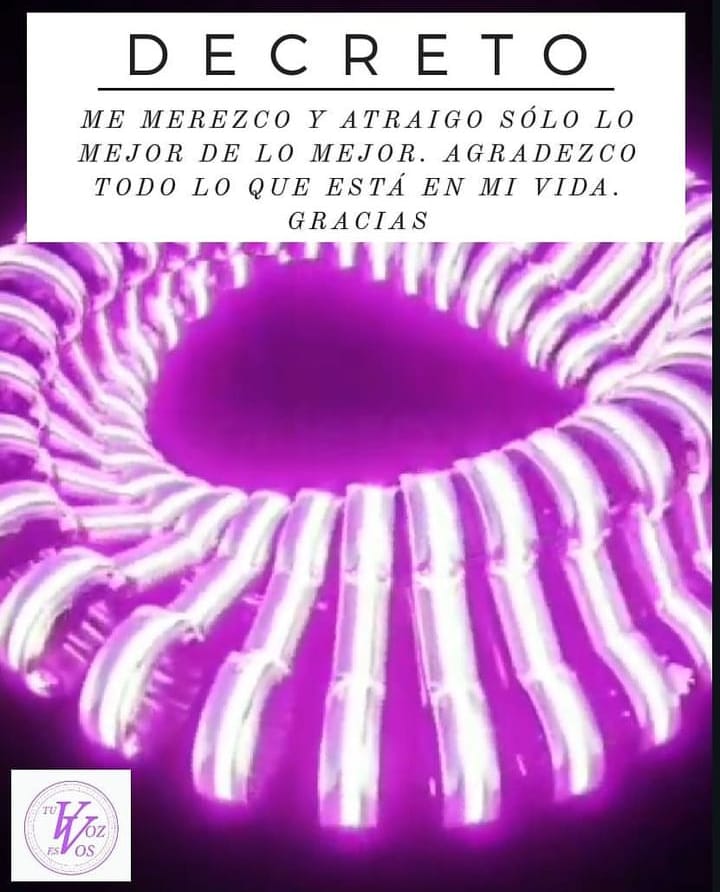 DECRETO
ME MEREZCO Y ATRAIGO SÓLO LO
MEJOR DE LO MEJOR. AGRADEZCO
TODO LO QUE ESTÁ EN MI VIDA.
GRACIAS
TU VOZ
ES VOS